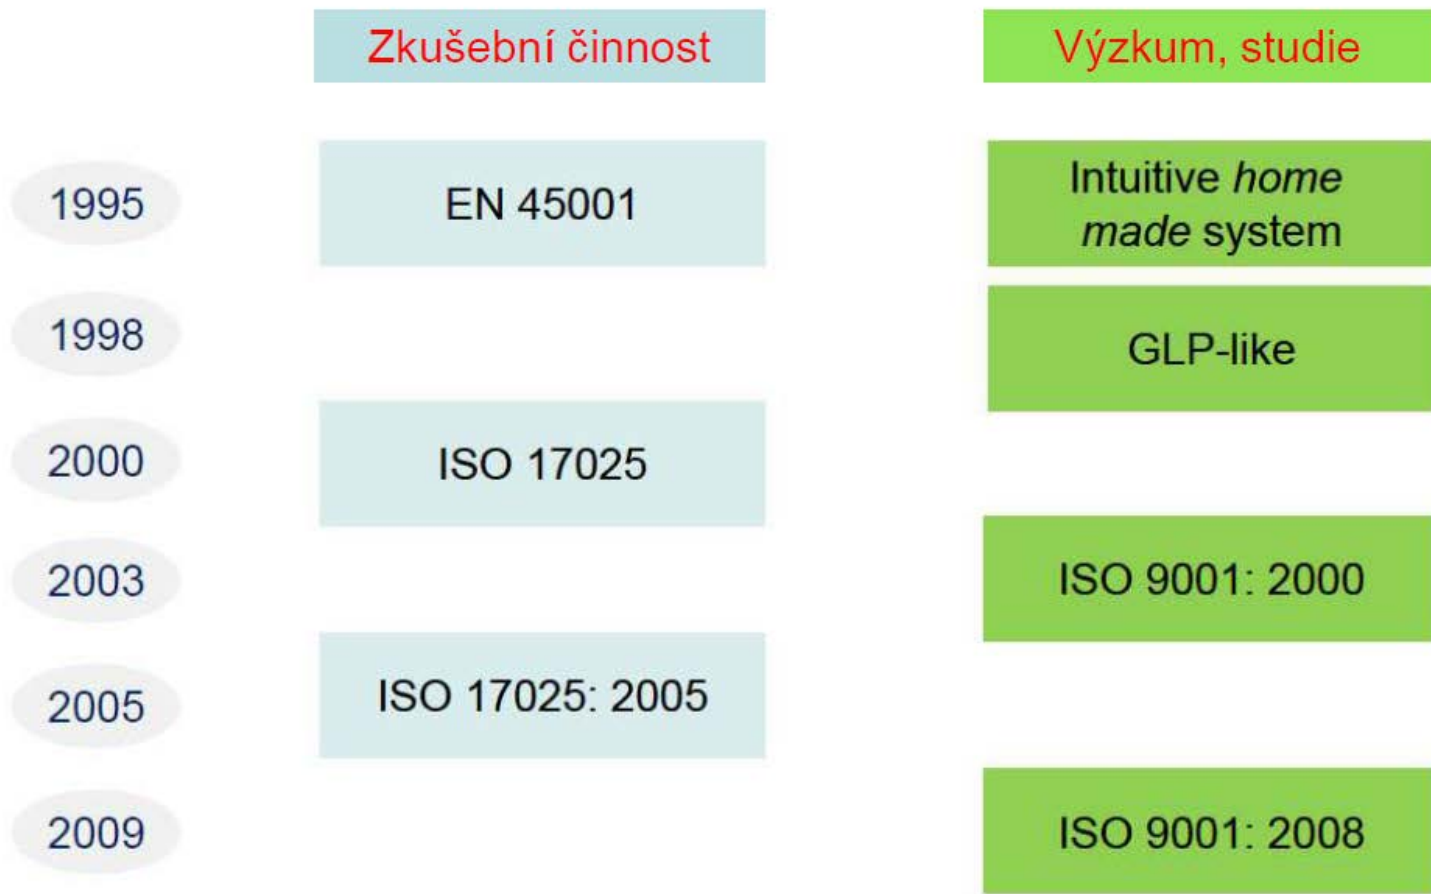 Zkušební činnost
Výzkum, studie
1995
EN 45001
Intuitive home
made system
1998
GLP-like
2000
ISO 17025
2003
ISO 9001: 2000
2005
ISO 17025: 2005
2009
ISO 9001: 2008